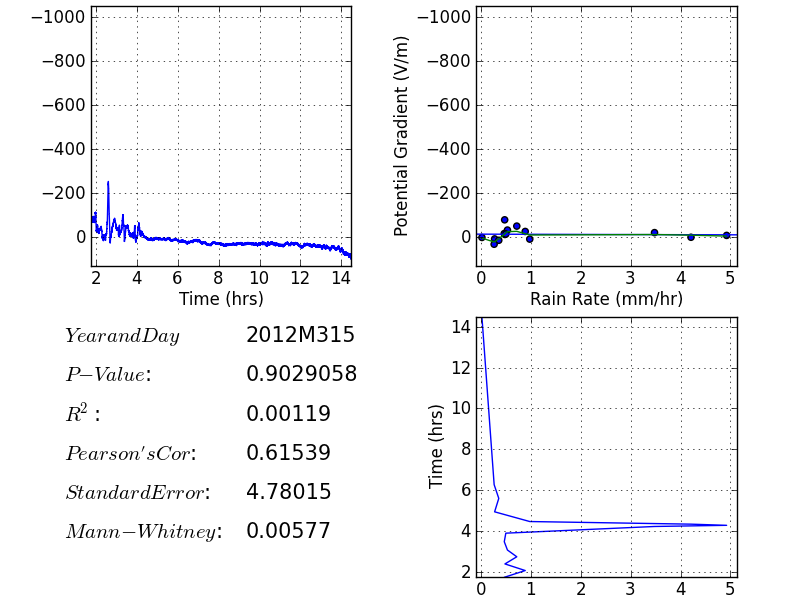 −1000
−800
−600
−400
−200
0
2 4 6 8 10 12 14
Time (hrs)
Potential Gradient (V/m)
−1000
−800
−600
−400
−200
0
0 1 2 3 4 5
Rain Rate (mm/hr)
YearandDay 2012M315
P−Value: 0.9029058
R²: 0.00119
Pearson'sCor: 0.61539
StandardError: 4.78015
Mann−Whitney: 0.00577
Time (hrs)
14
12
10
8
6
4
2
0 1 2 3 4 5